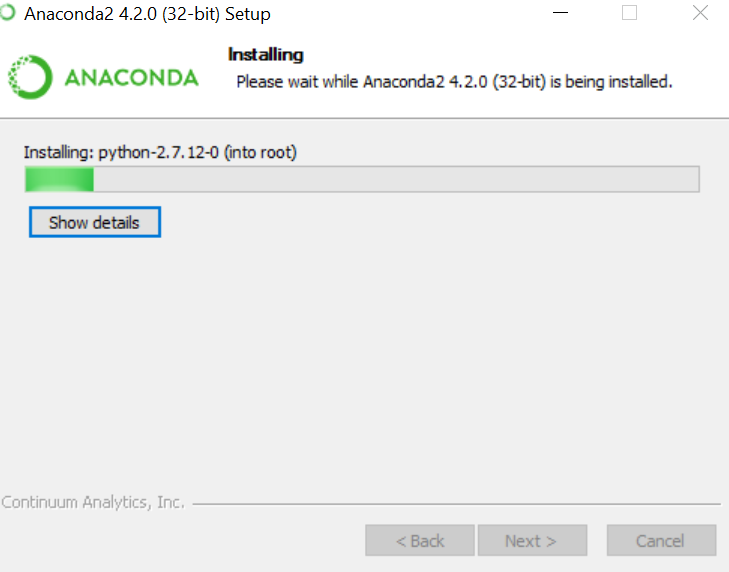 Anaconda2 4.2.0 (32-bit) Setup
ANACONDA
Installing
Please wait while Anaconda2 4.2.0 (32-bit) is being installed.
Installing: python-2.7.12-0 (into root)
Show details
Continuum Analytics, Inc.
< Back Next > Cancel